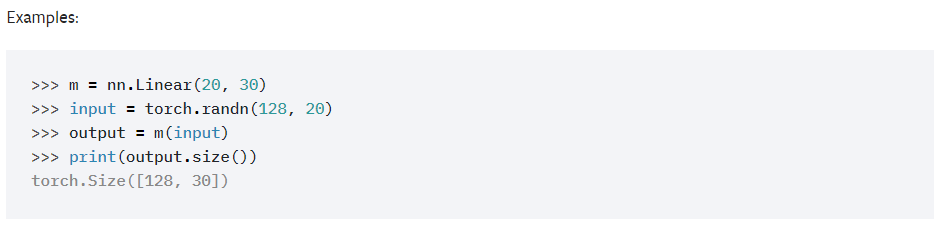 Examples:
>>> m = nn.Linear(20, 30)
>>> input = torch.randn(128, 20)
>>> output = m(input)
>>> print(output.size())
torch.Size([128, 30])